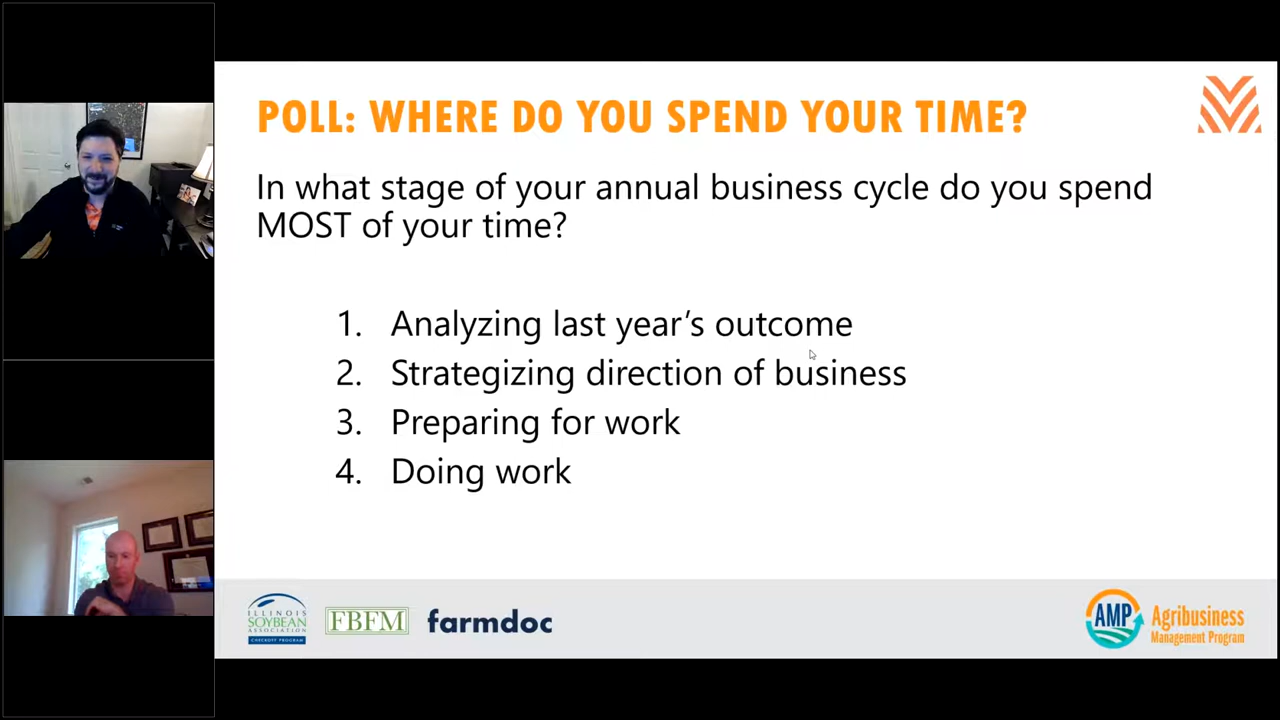 POLL: WHERE DO YOU SPEND YOUR TIME?
In what stage of your annual business cycle do you spend
MOST of your time?
1. Analyzing last year's outcome
2. Strategizing direction of business
3. Preparing for work
4. Doing work
ILLINOIS
SOYBEAN
ASSOCIATION
CHECKOFF PROGRAM
FBFM
farmdoc
AMP
Agribusiness
Management Program